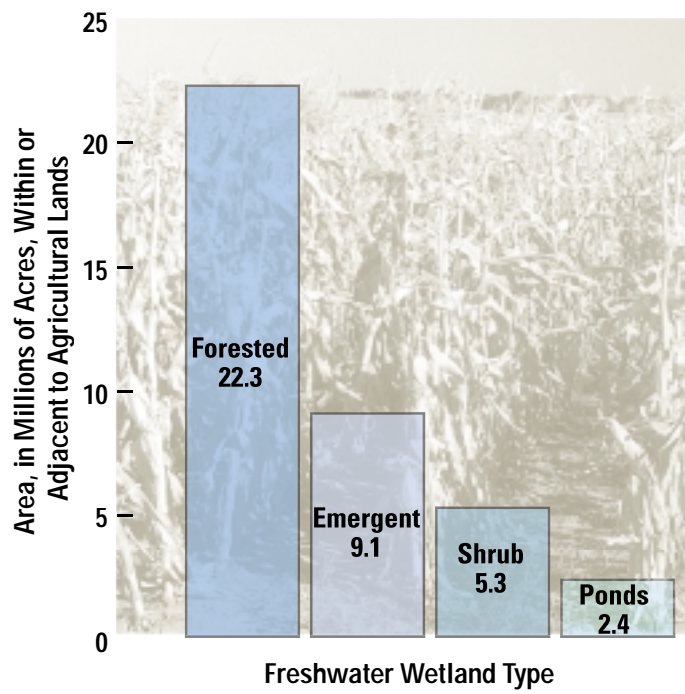 25
20
15
10
5
0
Area, in Millions of Acres, Within or
Adjacent to Agricultural Lands
Forested
22.3
Emergent
9.1
Shrub
5.3
Ponds
2.4
Freshwater Wetland Type